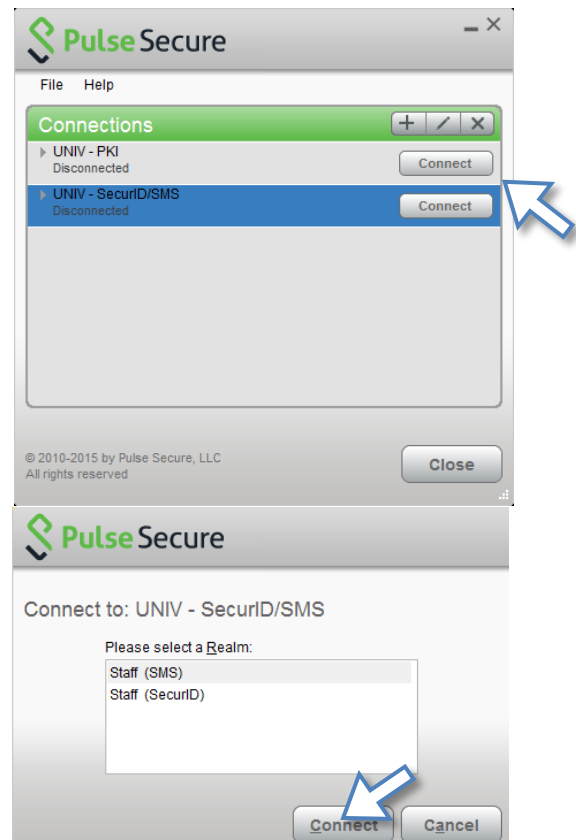 Pulse Secure
File Help
Connections
UNIV - PKI
Disconnected
Connect
UNIV - SecurID/SMS
Disconnected
Connect
© 2010-2015 by Pulse Secure, LLC
All rights reserved
Close
Pulse Secure
Connect to: UNIV - SecurID/SMS
Please select a Realm:
Staff (SMS)
Staff (SecurID)
Connect Cancel